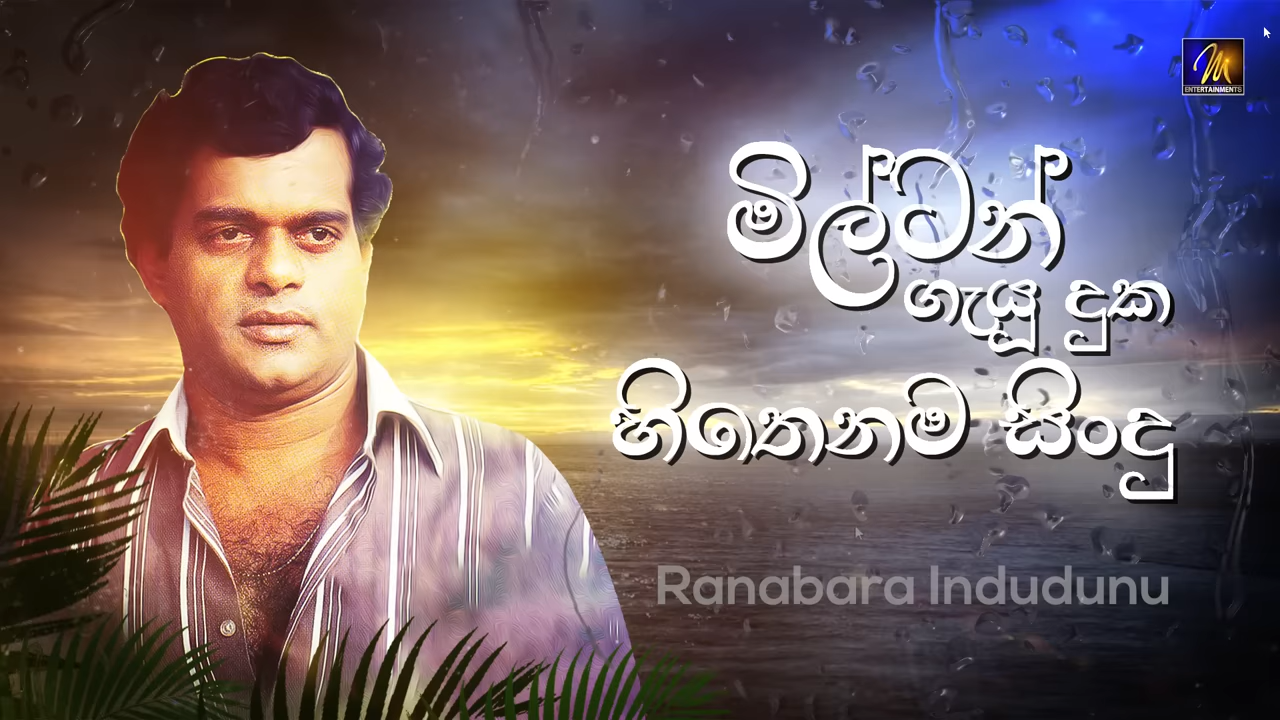 M
ENTERTAINMENTS
මිල්ටන්
ගැයූ දුක
හිතෙනම සිංදු
Ranabara Indudunu